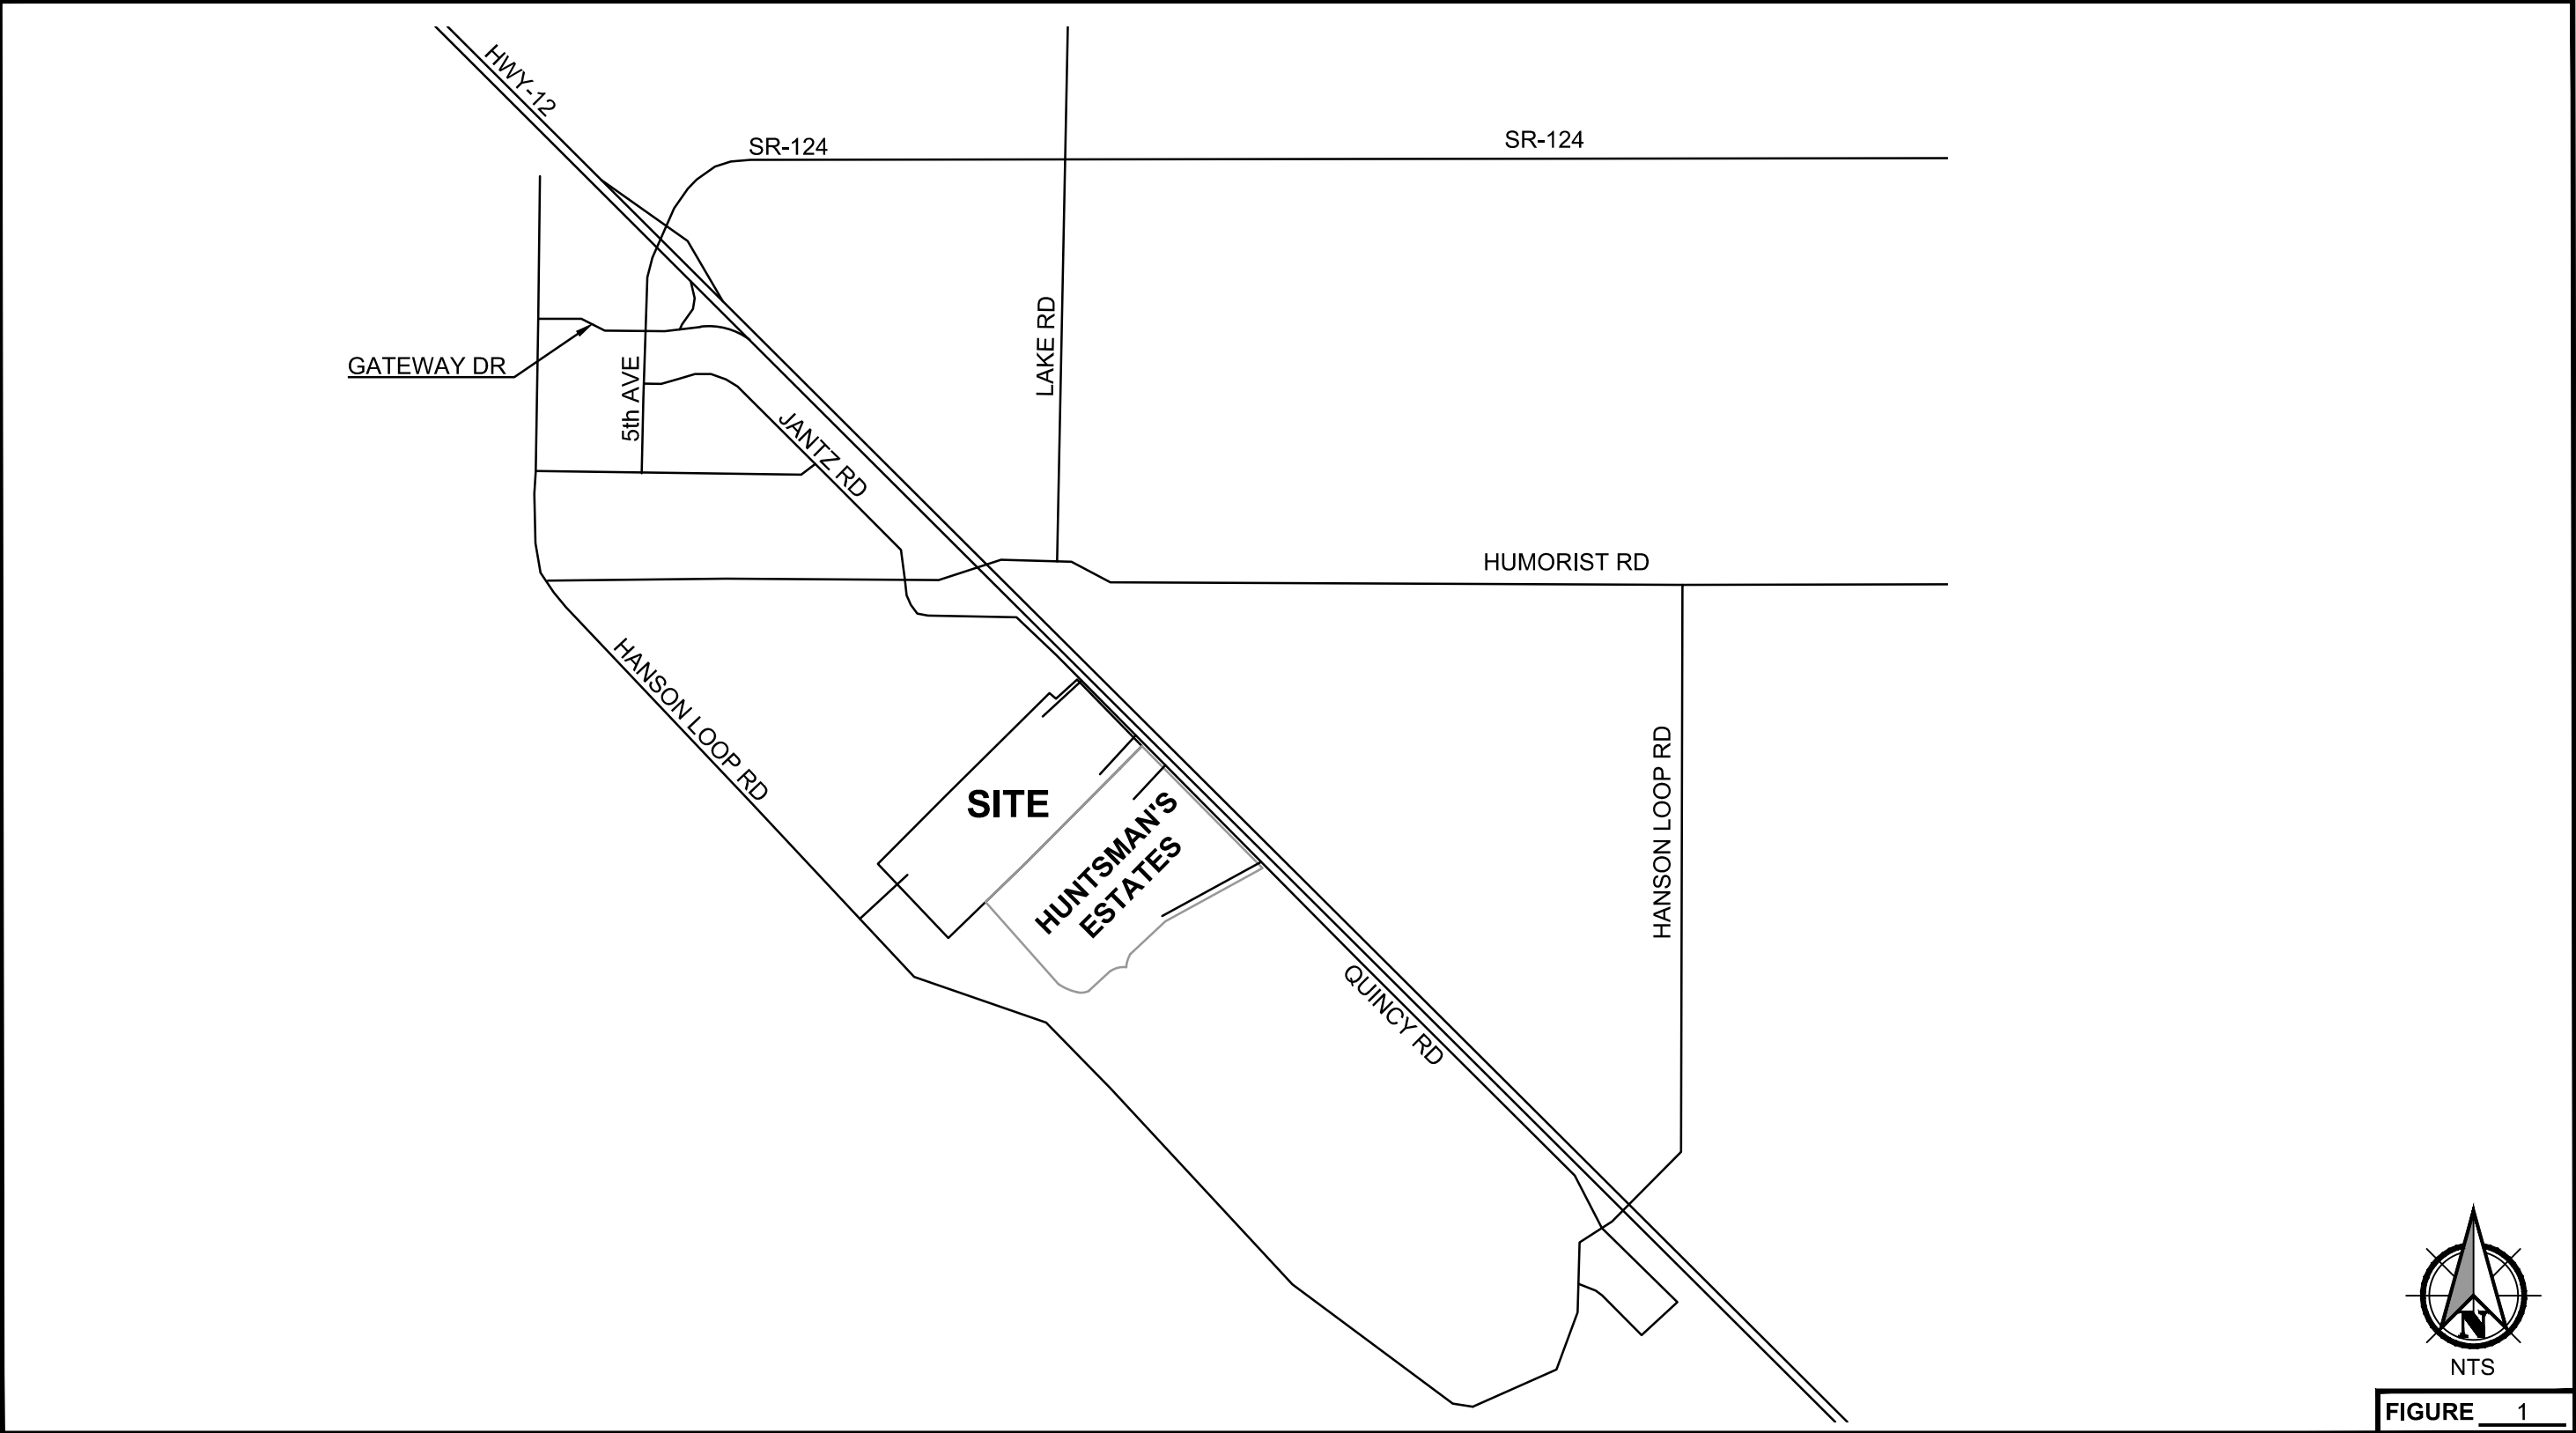 HWY-12
SR-124
SR-124
GATEWAY DR
5th AVE
LAKE RD
JANTZ RD
HUMORIST RD
HANSON LOOP RD
SITE
HUNTSMAN'S
ESTATES
HANSON LOOP RD
QUINCY RD
N
NTS
FIGURE 1